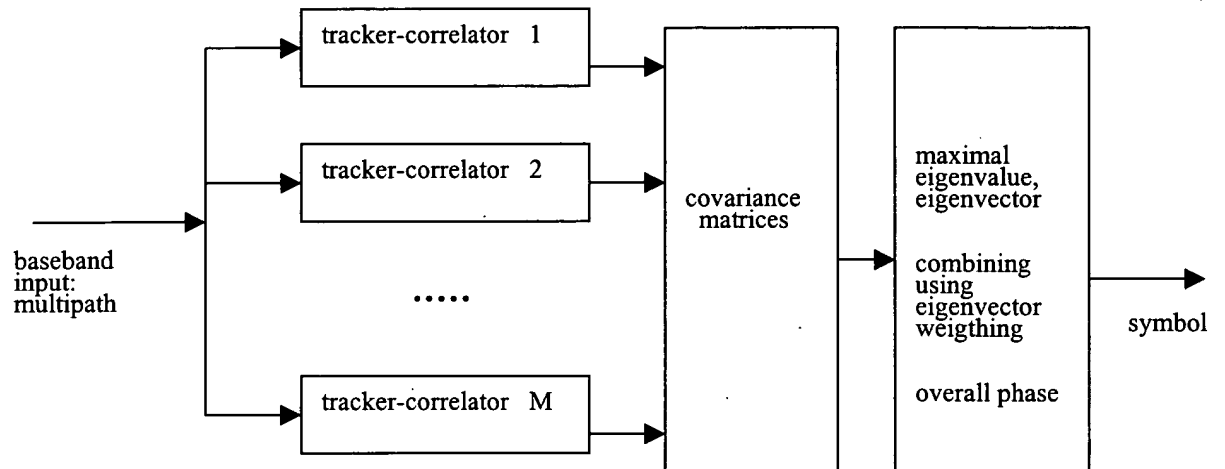 tracker-correlator 1
tracker-correlator 2
.....
tracker-correlator M
baseband
input:
multipath
covariance
matrices
maximal
eigenvalue,
eigenvector
combining
using
eigenvector
weigthing
overall phase
symbol